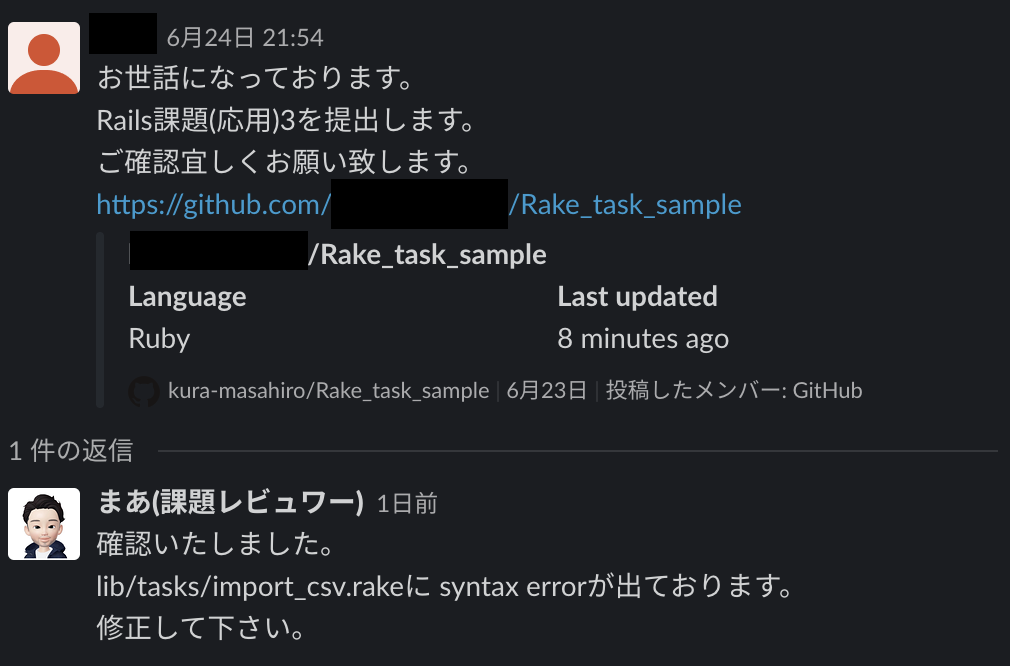 6月24日 21:54
お世話になっております。
Rails課題(応用)3を提出します。
ご確認宜しくお願い致します。
https://github.com/ /Rake_task_sample
/Rake_task_sample
Language Last updated
Ruby 8 minutes ago
kura-masahiro/Rake_task_sample | 6月23日 | 投稿したメンバー: GitHub
1 件の返信
まあ(課題レビュワー) 1日前
確認いたしました。
lib/tasks/import_csv.rakeに syntax errorが出ております。
修正して下さい。